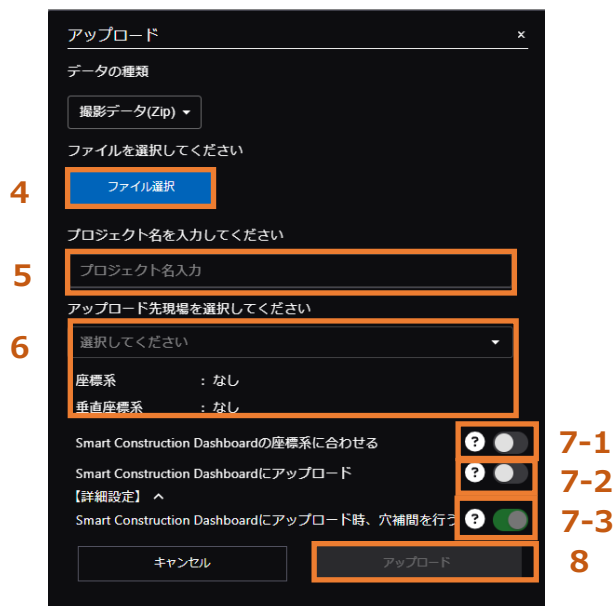 アップロード ×
データの種類
撮影データ(Zip)
ファイルを選択してください
4 ファイル選択
プロジェクト名を入力してください
5 プロジェクト名入力
アップロード先現場を選択してください
6 選択してください
座標系 : なし
垂直座標系 : なし
Smart Construction Dashboardの座標系に合わせる ? 7-1
Smart Construction Dashboardにアップロード ? 7-2
【詳細設定】
Smart Construction Dashboardにアップロード時、穴補間を行う ? 7-3
キャンセル アップロード 8